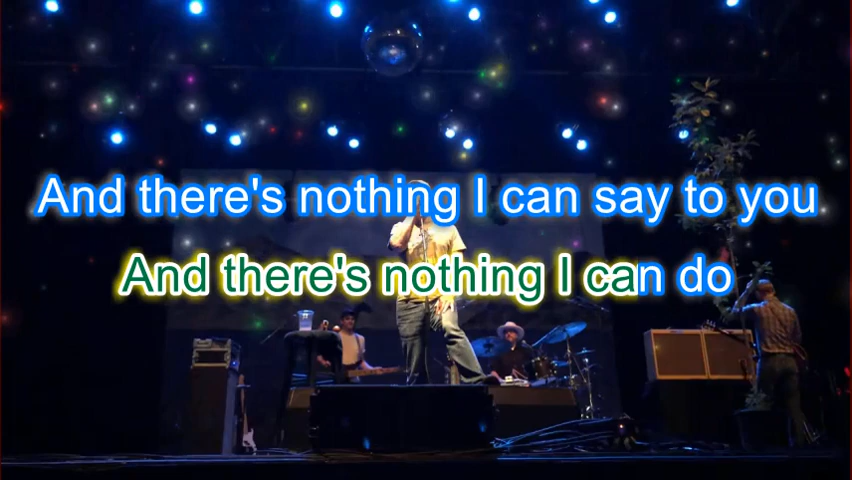 And there's nothing I can say to you
And there's nothing I can do